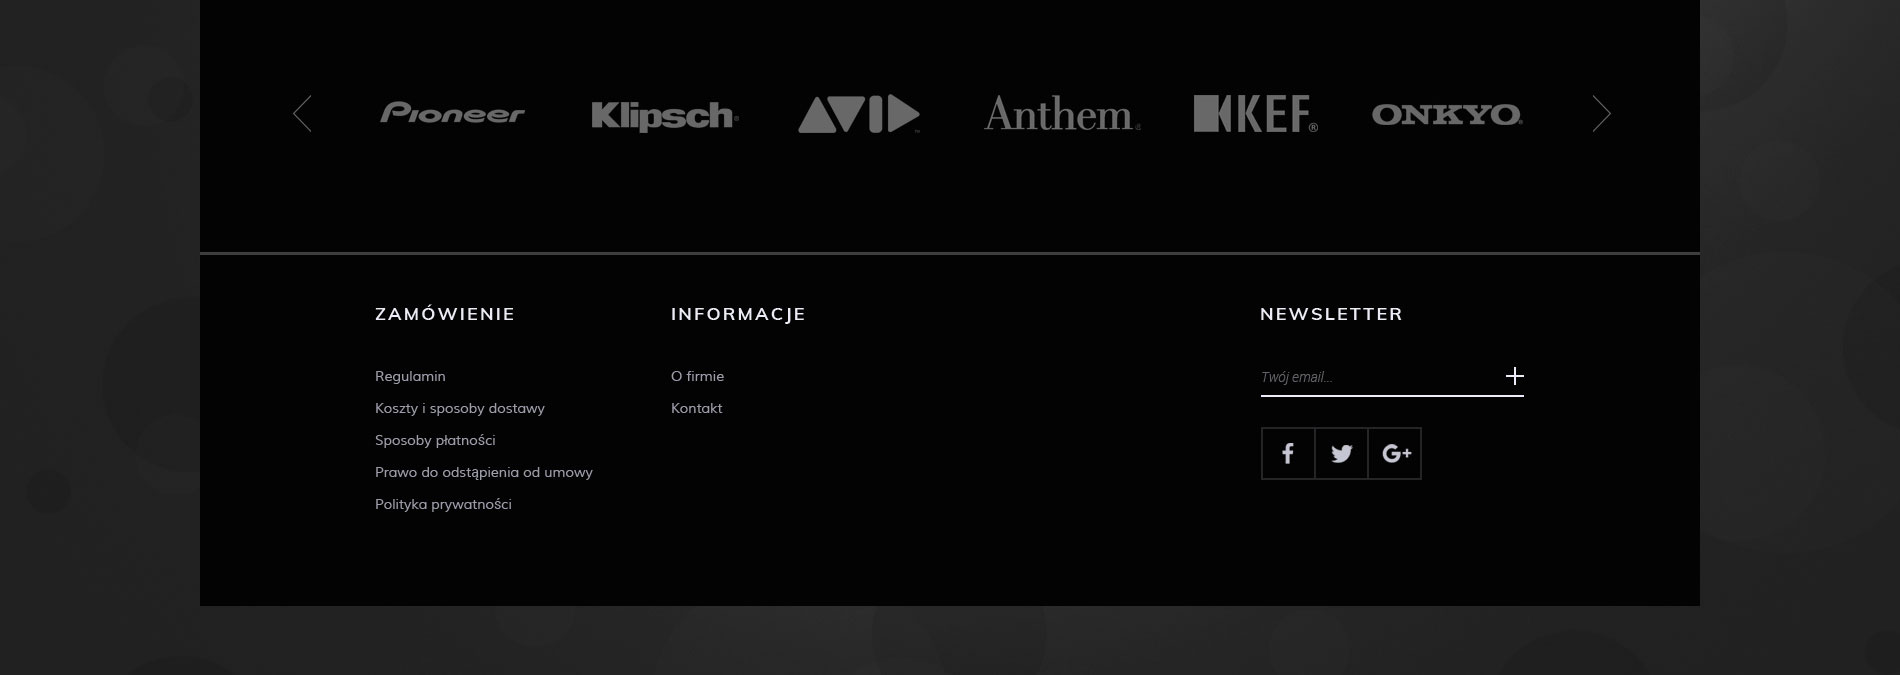 Pioneer
Klipsch®
AVID™
Anthem®
KEF®
ONKYO®
ZAMÓWIENIE
Regulamin
Koszty i sposoby dostawy
Sposoby płatności
Prawo do odstąpienia od umowy
Polityka prywatności
INFORMACJE
O firmie
Kontakt
NEWSLETTER
Twój email...
f
G+